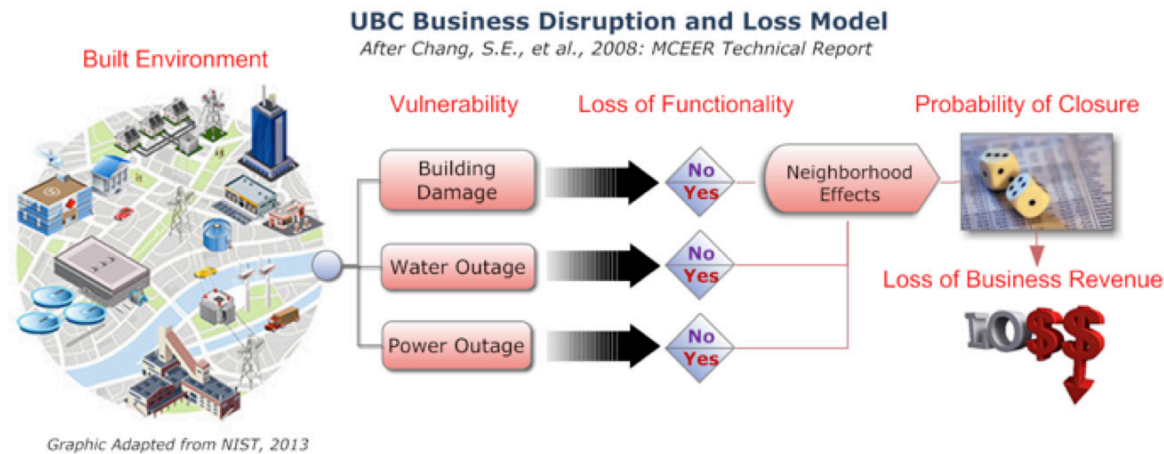 UBC Business Disruption and Loss Model
After Chang, S.E., et al., 2008: MCEER Technical Report
Built Environment
Vulnerability
Loss of Functionality
Probability of Closure
Building
Damage
No
Yes
Neighborhood
Effects
Water Outage
No
Yes
Loss of Business Revenue
Power Outage
No
Yes
lO$$
Graphic Adapted from NIST, 2013